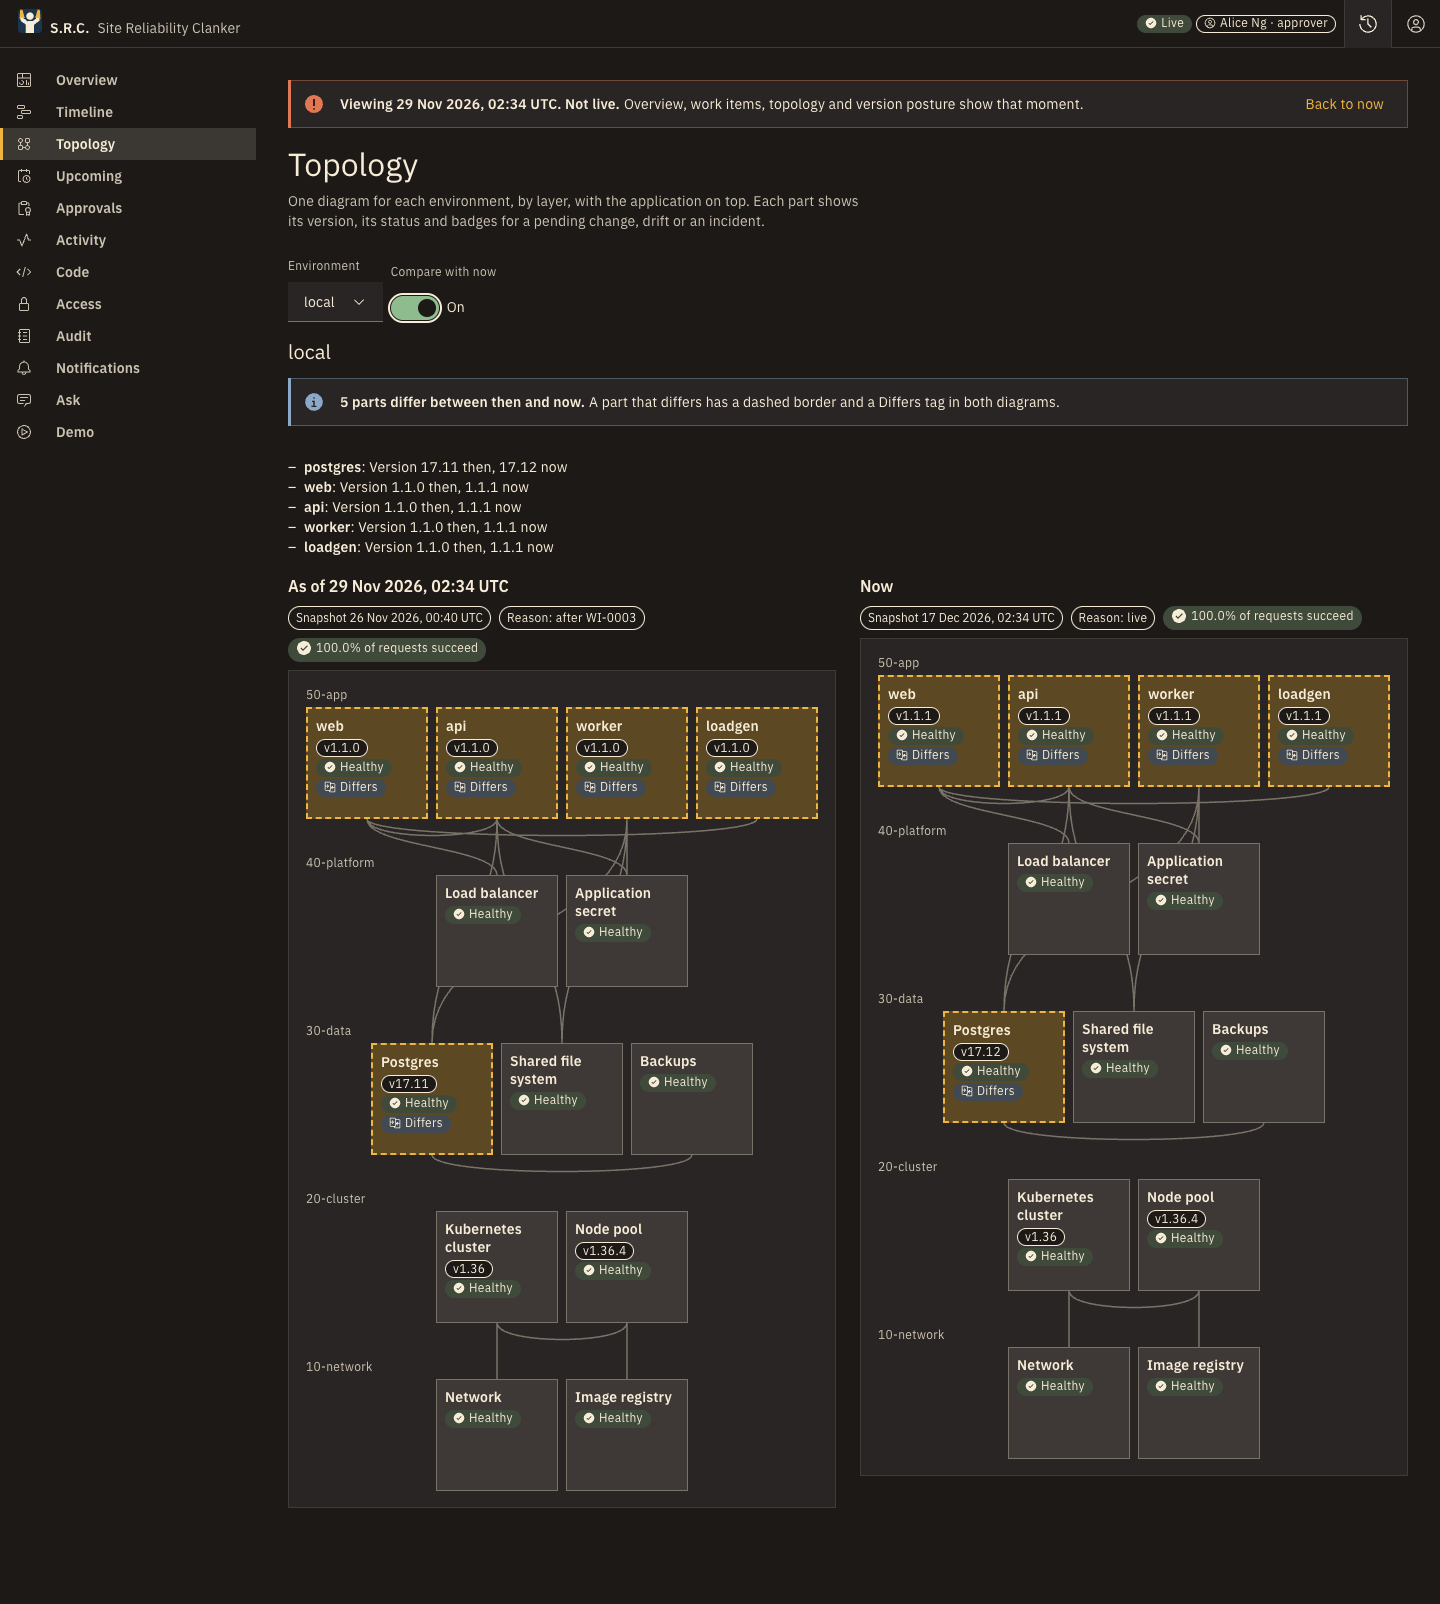 S.R.C. Site Reliability Clanker
Live
Alice Ng · approver
Overview
Timeline
Topology
Upcoming
Approvals
Activity
Code
Access
Audit
Notifications
Ask
Demo
Viewing 29 Nov 2026, 02:34 UTC. Not live. Overview, work items, topology and version posture show that moment.
Back to now
Topology
One diagram for each environment, by layer, with the application on top. Each part shows
its version, its status and badges for a pending change, drift or an incident.
Environment
local
Compare with now
On
local
5 parts differ between then and now. A part that differs has a dashed border and a Differs tag in both diagrams.
– postgres: Version 17.11 then, 17.12 now
– web: Version 1.1.0 then, 1.1.1 now
– api: Version 1.1.0 then, 1.1.1 now
– worker: Version 1.1.0 then, 1.1.1 now
– loadgen: Version 1.1.0 then, 1.1.1 now
As of 29 Nov 2026, 02:34 UTC
Snapshot 26 Nov 2026, 00:40 UTC
Reason: after WI-0003
100.0% of requests succeed
50-app
web
v1.1.0
Healthy
Differs
api
v1.1.0
Healthy
Differs
worker
v1.1.0
Healthy
Differs
loadgen
v1.1.0
Healthy
Differs
40-platform
Load balancer
Healthy
Application
secret
Healthy
30-data
Postgres
v17.11
Healthy
Differs
Shared file
system
Healthy
Backups
Healthy
20-cluster
Kubernetes
cluster
v1.36
Healthy
Node pool
v1.36.4
Healthy
10-network
Network
Healthy
Image registry
Healthy
Now
Snapshot 17 Dec 2026, 02:34 UTC
Reason: live
100.0% of requests succeed
50-app
web
v1.1.1
Healthy
Differs
api
v1.1.1
Healthy
Differs
worker
v1.1.1
Healthy
Differs
loadgen
v1.1.1
Healthy
Differs
40-platform
Load balancer
Healthy
Application
secret
Healthy
30-data
Postgres
v17.12
Healthy
Differs
Shared file
system
Healthy
Backups
Healthy
20-cluster
Kubernetes
cluster
v1.36
Healthy
Node pool
v1.36.4
Healthy
10-network
Network
Healthy
Image registry
Healthy